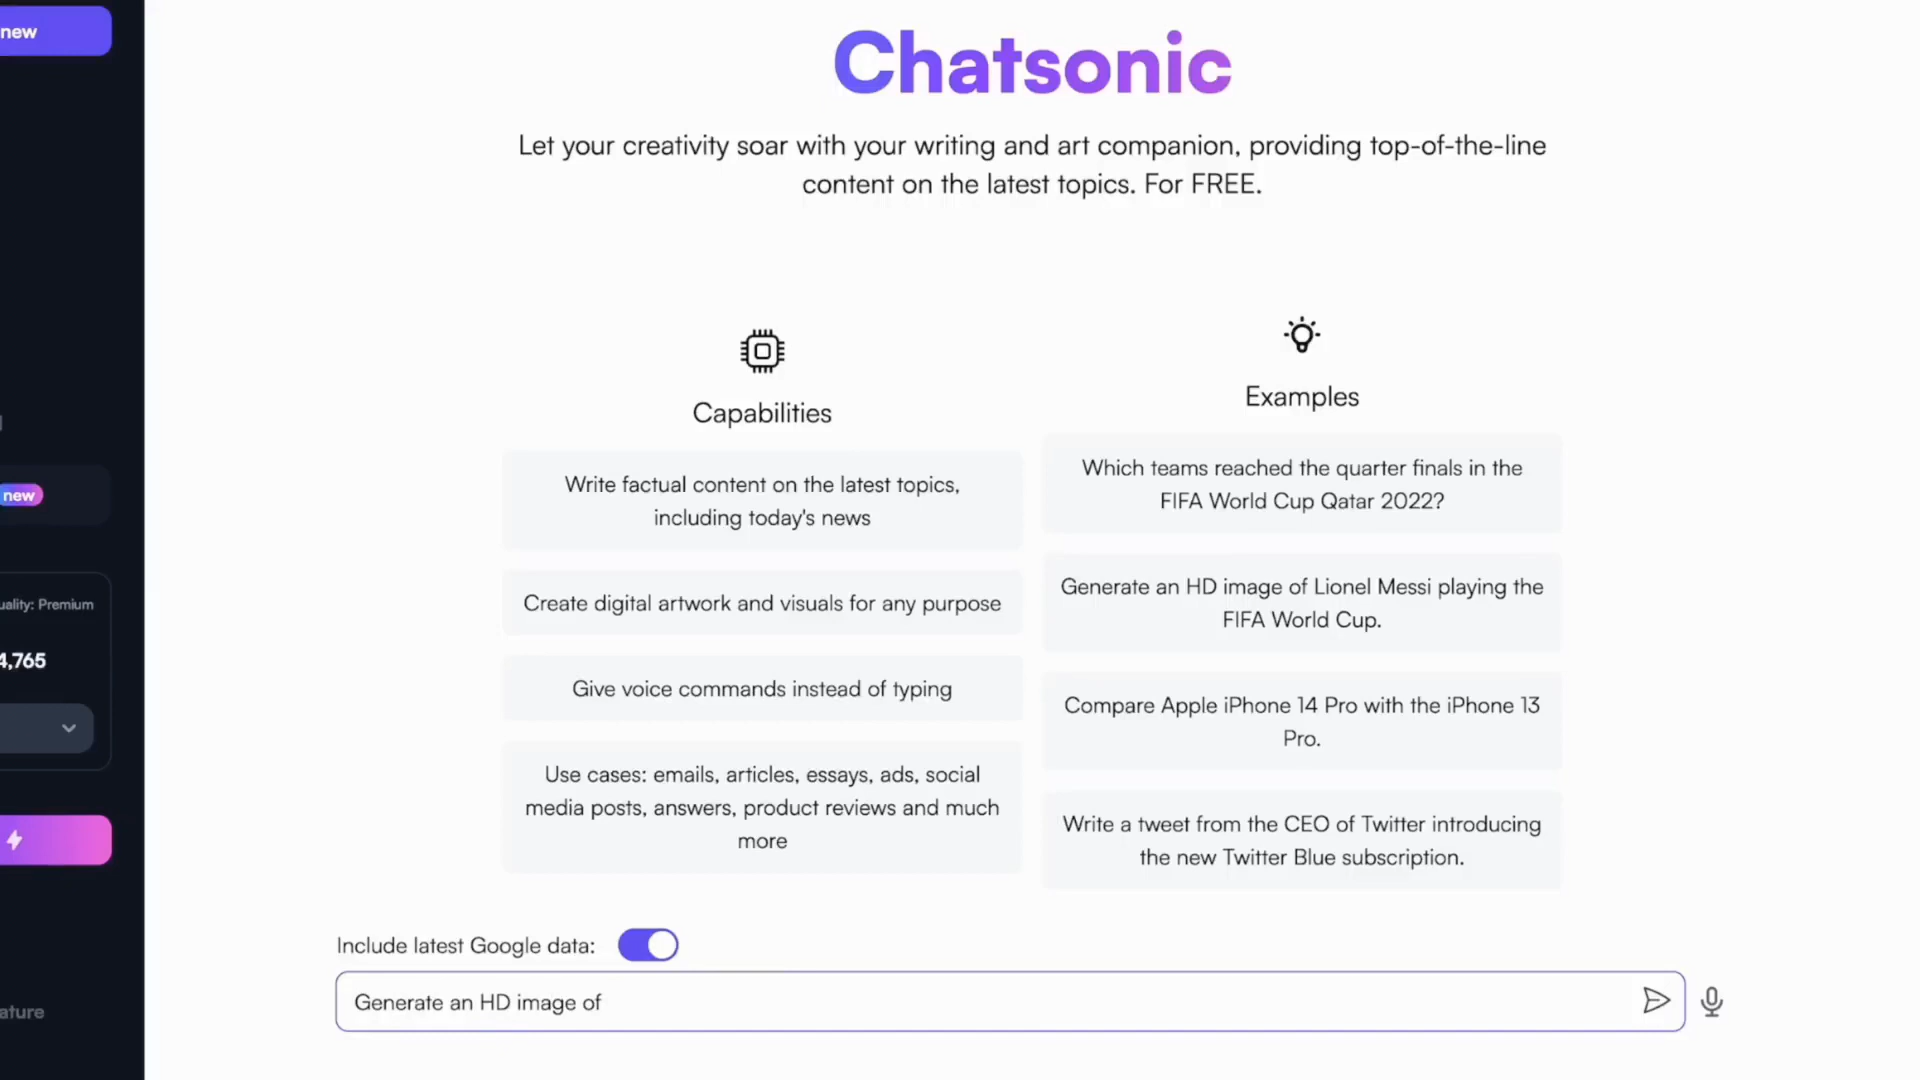 new
Chatsonic
Let your creativity soar with your writing and art companion, providing top-of-the-line
content on the latest topics. For FREE.
Capabilities
Write factual content on the latest topics,
including today's news
Create digital artwork and visuals for any purpose
Give voice commands instead of typing
Use cases: emails, articles, essays, ads, social
media posts, answers, product reviews and much
more
Examples
Which teams reached the quarter finals in the
FIFA World Cup Qatar 2022?
Generate an HD image of Lionel Messi playing the
FIFA World Cup.
Compare Apple iPhone 14 Pro with the iPhone 13
Pro.
Write a tweet from the CEO of Twitter introducing
the new Twitter Blue subscription.
new
uality: Premium
4,765
ature
Include latest Google data:
Generate an HD image of